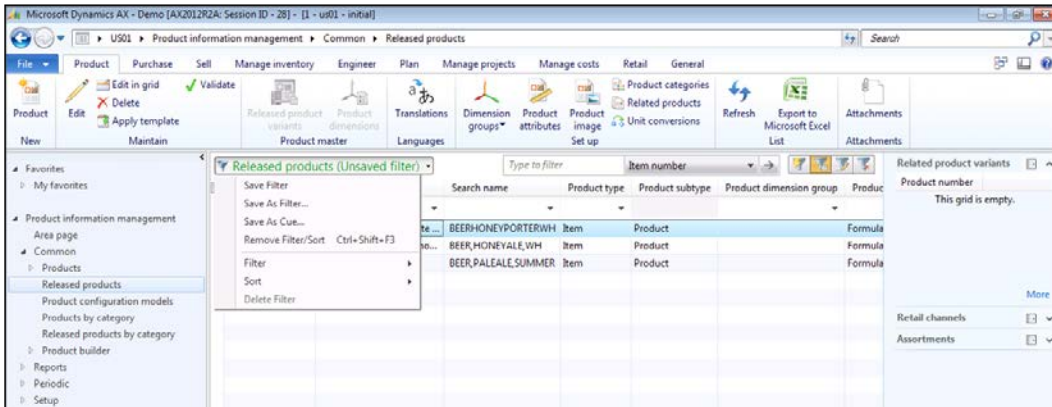 Microsoft Dynamics AX - Demo [AX2012R2A: Session ID - 28] - [1 - us01 - initial]
US01 ▸ Product information management ▸ Common ▸ Released products
Search
File Product Purchase Sell Manage inventory Engineer Plan Manage projects Manage costs Retail General
Product
Edit
Edit in grid
Delete
Apply template
Validate
Released product variants
Product dimensions
Translations
Dimension groups
Product attributes
Product image
Product categories
Related products
Unit conversions
Refresh
Export to Microsoft Excel
Attachments
New Maintain Product master Languages Set up List Attachments
Favorites
My favorites
Product information management
Area page
Common
Products
Released products
Product configuration models
Products by category
Released products by category
Product builder
Reports
Periodic
Setup
Released products (Unsaved filter)
Type to filter
Item number
Save Filter
Save As Filter...
Save As Cue...
Remove Filter/Sort Ctrl+Shift+F3
Filter
Sort
Delete Filter
Search name Product type Product subtype Product dimension group Produc
te ... BEERHONEYPORTERWH Item Product Formula
no... BEER,HONEYALE,WH Item Product Formula
BEER,PALEALE,SUMMER Item Product Formula
Related product variants
Product number
This grid is empty.
More
Retail channels
Assortments